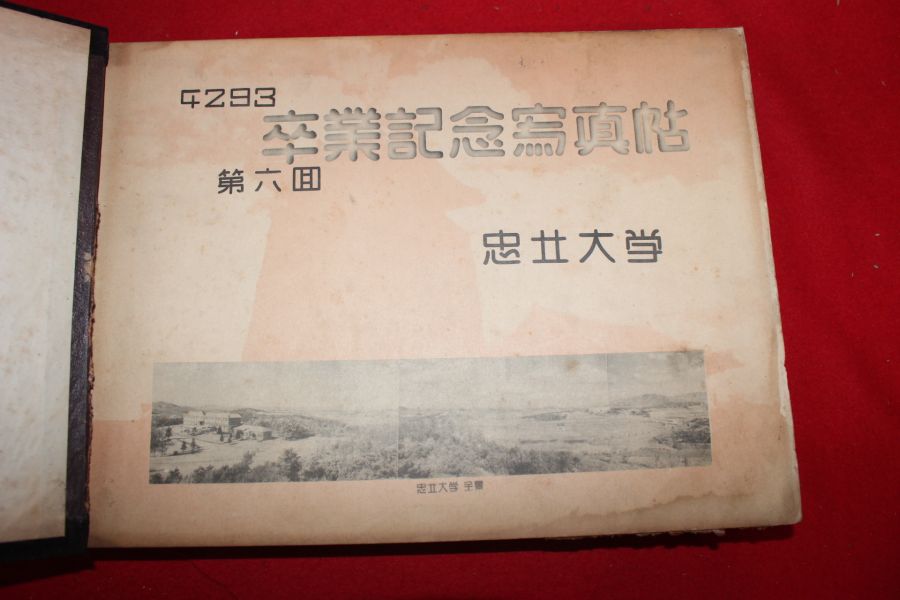 4293
卒業記念寫真帖
第六回
忠北大学
忠北大学 全景